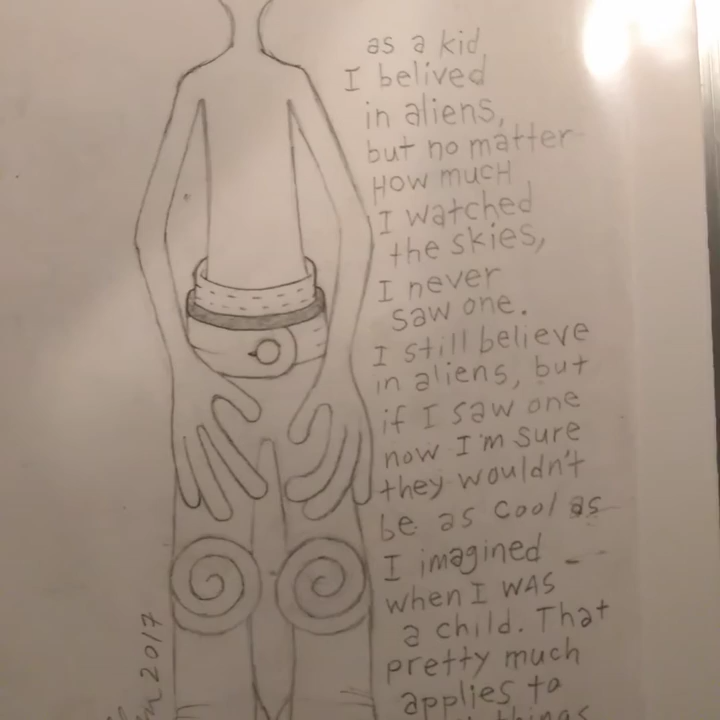 as a kid
I belived
in aliens,
but no matter
How much
I watched
the skies,
I never
saw one.
I still believe
in aliens, but
if I saw one
now I'm sure
they wouldn't
be as cool as
I imagined
when I was
a child. That
pretty much
applies to
things
2017